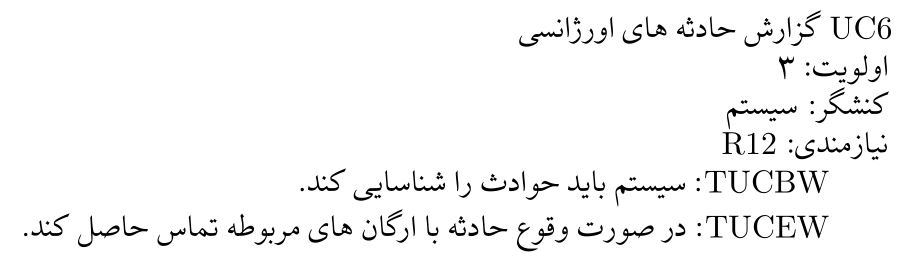 UC6 گزارش حادثه های اورژانسی
اولویت: ۳
کنشگر: سیستم
نیازمندی: R12
TUCBW: سیستم باید حوادث را شناسایی کند.
TUCEW: در صورت وقوع حادثه با ارگان های مربوطه تماس حاصل کند.